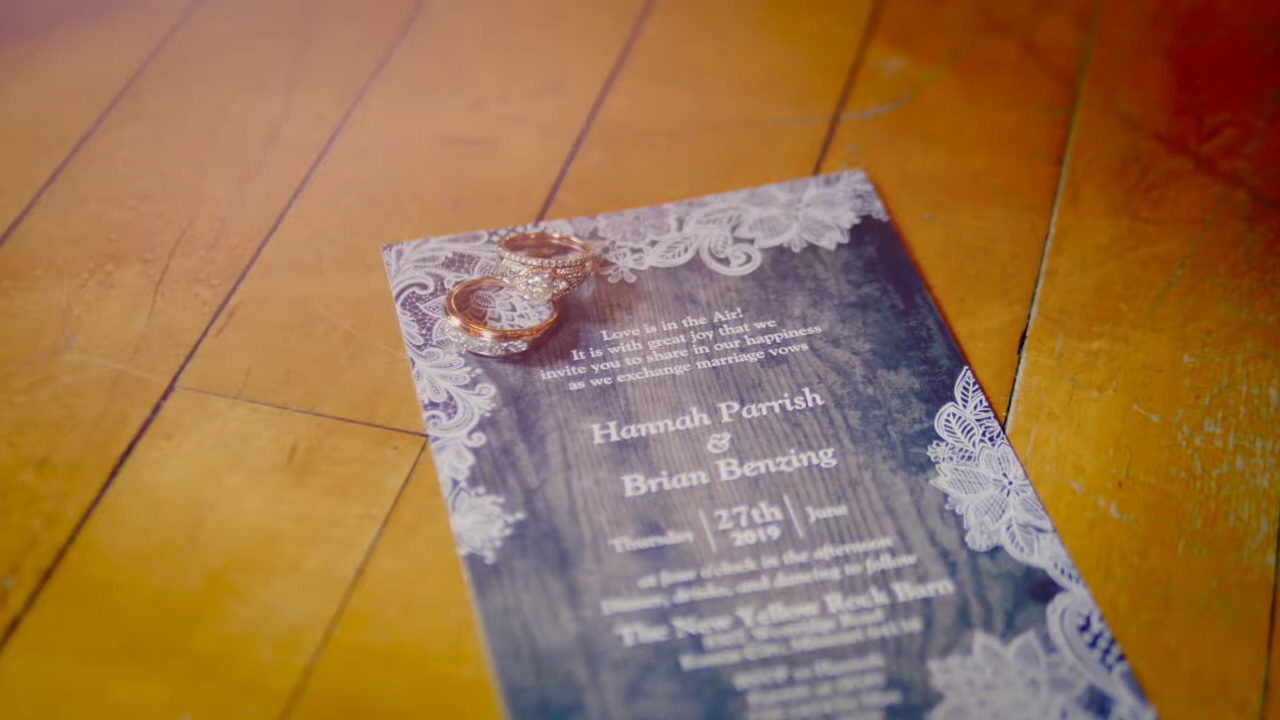 Love is in the Air!
It is with great joy that we
invite you to share in our happiness
as we exchange marriage vows
Hannah Parrish
&
Brian Benzing
Thursday | 27th | June
2019
at four o'clock in the afternoon
Dinner, drinks, and dancing to follow
The New Yellow Rock Barn